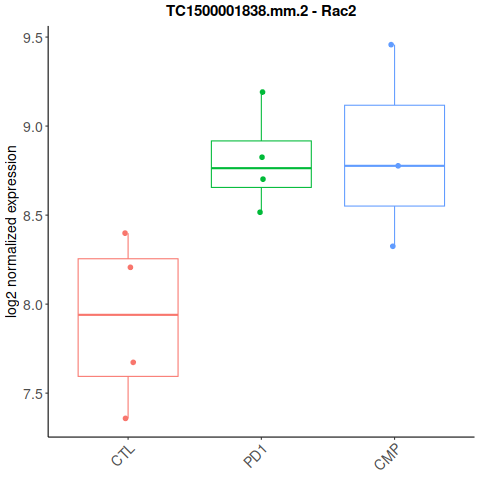 TC1500001838.mm.2 - Rac2
log2 normalized expression
9.5
9.0
8.5
8.0
7.5
CTL
PD1
CMP